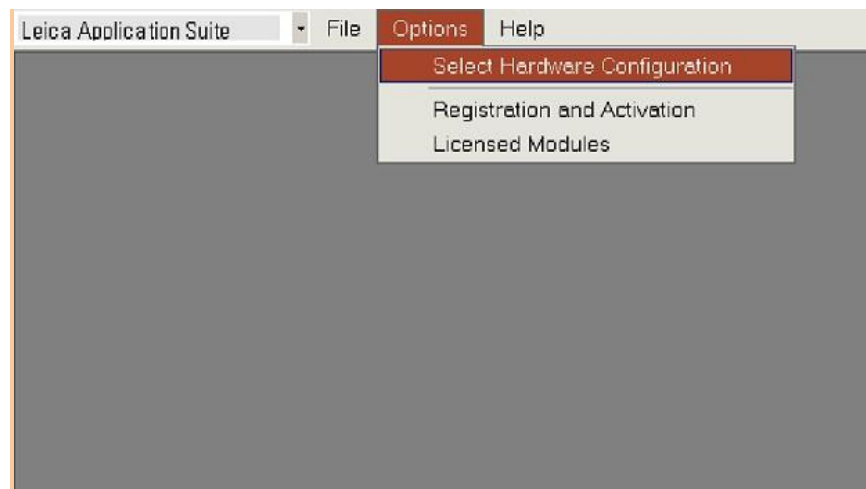 Leica Application Suite File Options Help
Select Hardware Configuration
Registration and Activation
Licensed Modules